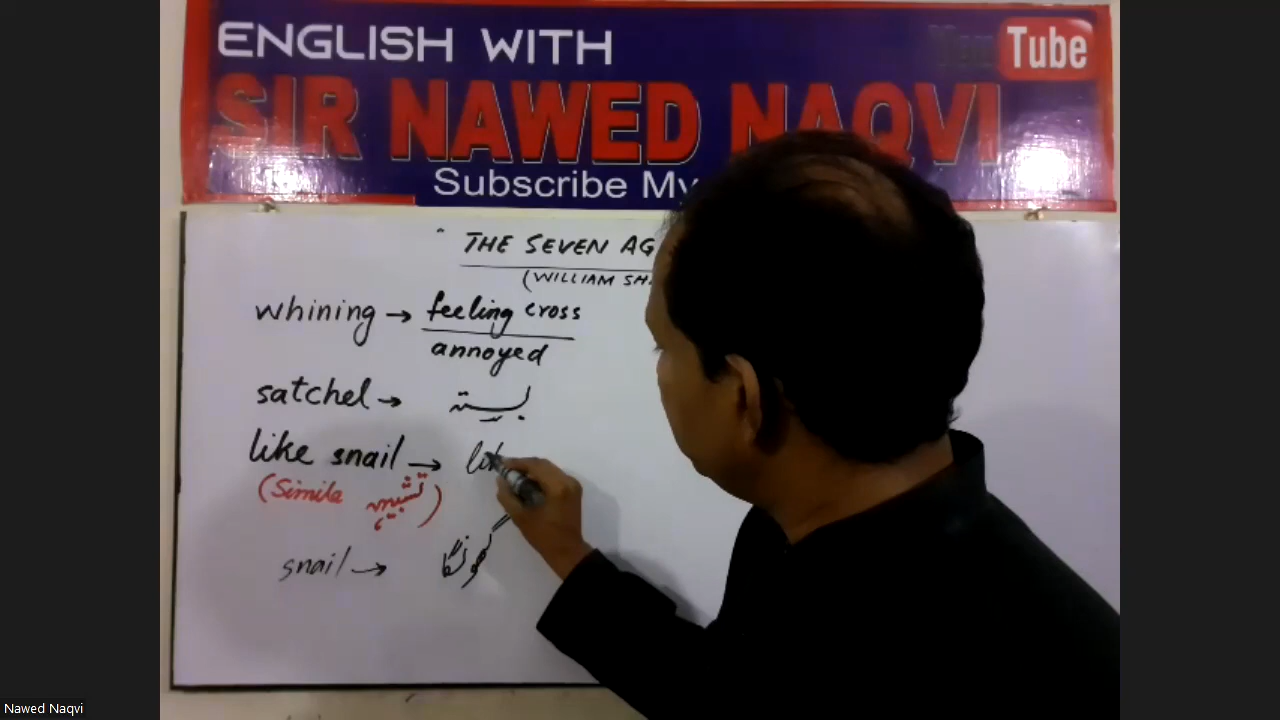 ENGLISH WITH
Tube
SIR NAWED NAQVI
Subscribe My
" THE SEVEN AG
(WILLIAM SH
whining → feeling cross
annoyed
satchel → بستہ
like snail → lik
(Simile تشبیہ)
snail → گھونگا
Nawed Naqvi